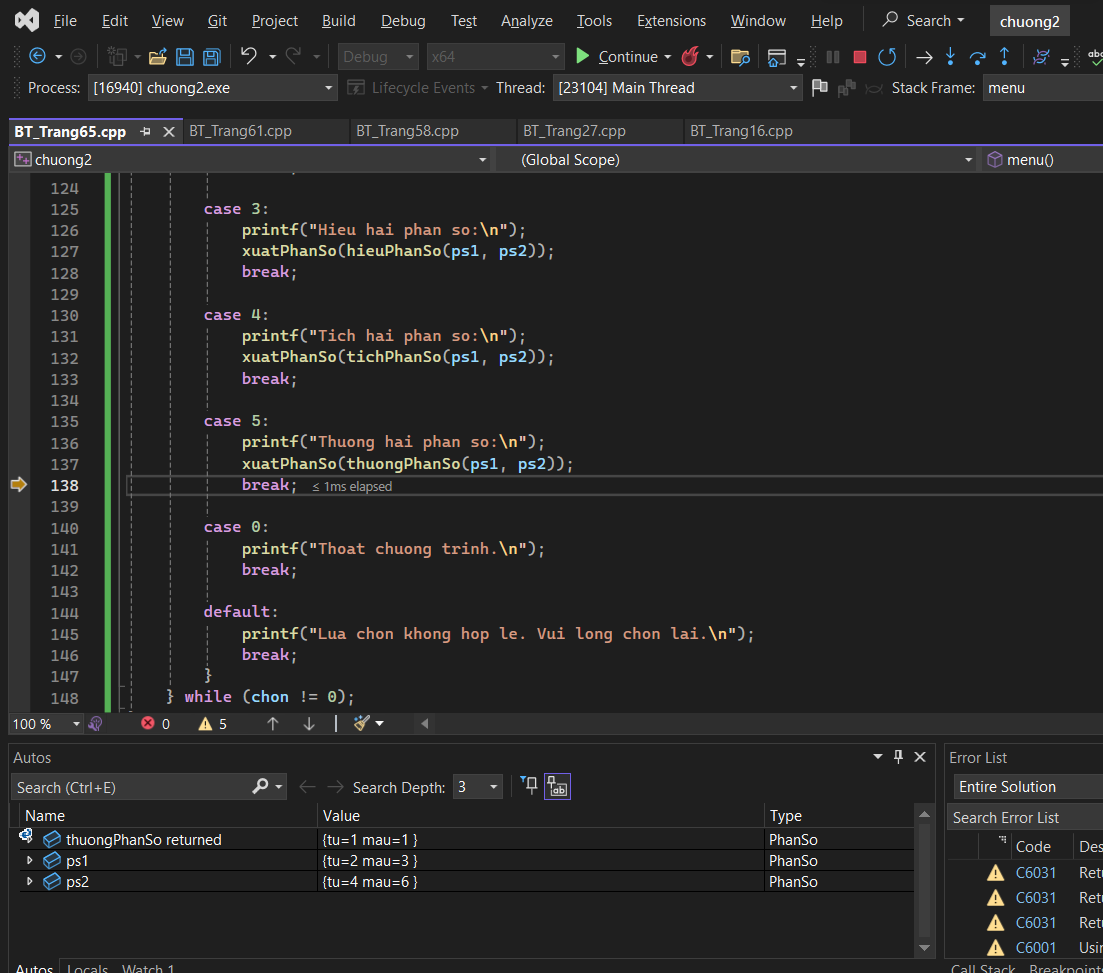 File Edit View Git Project Build Debug Test Analyze Tools Extensions Window Help Search chuong2
Debug x64 Continue
Process: [16940] chuong2.exe Lifecycle Events Thread: [23104] Main Thread Stack Frame: menu
BT_Trang65.cpp BT_Trang61.cpp BT_Trang58.cpp BT_Trang27.cpp BT_Trang16.cpp
chuong2 (Global Scope) menu()
124
125 case 3:
126 printf("Hieu hai phan so:\n");
127 xuatPhanSo(hieuPhanSo(ps1, ps2));
128 break;
129
130 case 4:
131 printf("Tich hai phan so:\n");
132 xuatPhanSo(tichPhanSo(ps1, ps2));
133 break;
134
135 case 5:
136 printf("Thuong hai phan so:\n");
137 xuatPhanSo(thuongPhanSo(ps1, ps2));
138 break; ≤ 1ms elapsed
139
140 case 0:
141 printf("Thoat chuong trinh.\n");
142 break;
143
144 default:
145 printf("Lua chon khong hop le. Vui long chon lai.\n");
146 break;
147 }
148 } while (chon != 0);
100 % 0 5
Autos
Search (Ctrl+E) Search Depth: 3
Name Value Type
thuongPhanSo returned {tu=1 mau=1 } PhanSo
ps1 {tu=2 mau=3 } PhanSo
ps2 {tu=4 mau=6 } PhanSo
Autos Locals Watch 1
Error List
Entire Solution
Search Error List
Code
C6031
C6031
C6031
C6001
Call Stack